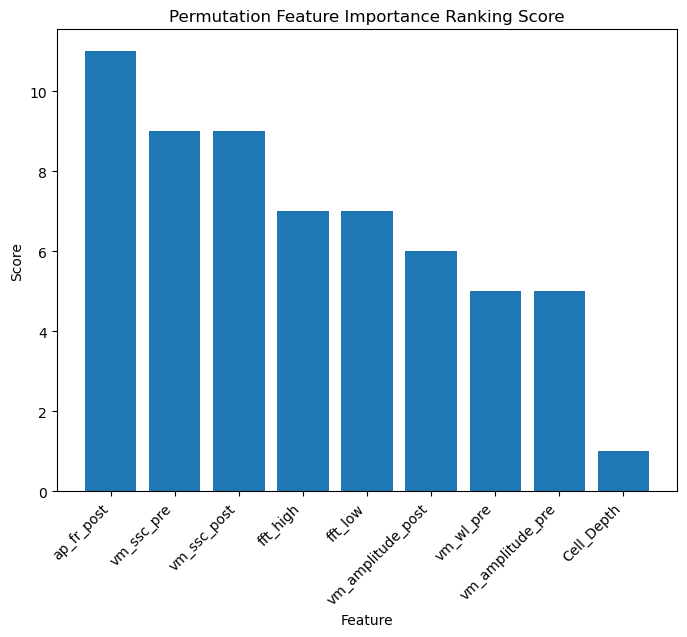 Permutation Feature Importance Ranking Score
Score
10
8
6
4
2
0
ap_fr_post
vm_ssc_pre
vm_ssc_post
fft_high
fft_low
vm_amplitude_post
vm_wl_pre
vm_amplitude_pre
Cell_Depth
Feature